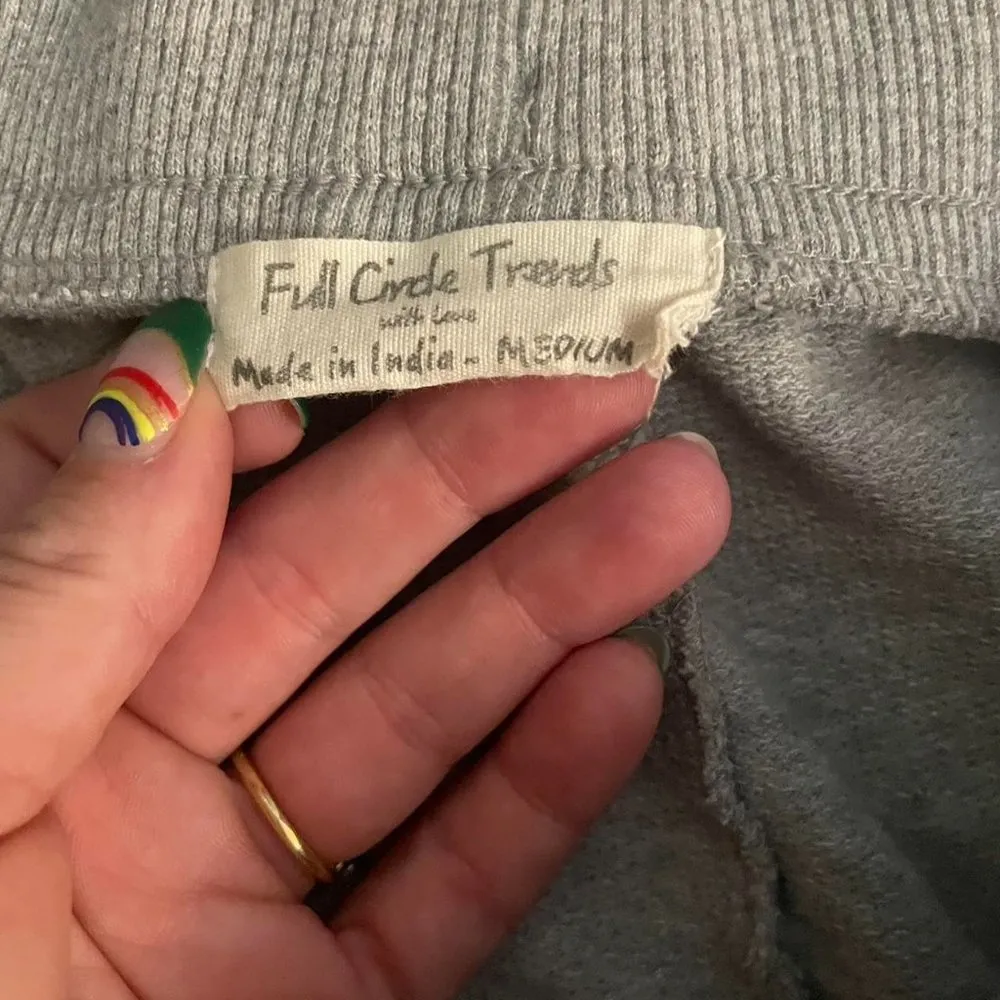 Full Circle Trends
with Love
Made in India - MEDIUM